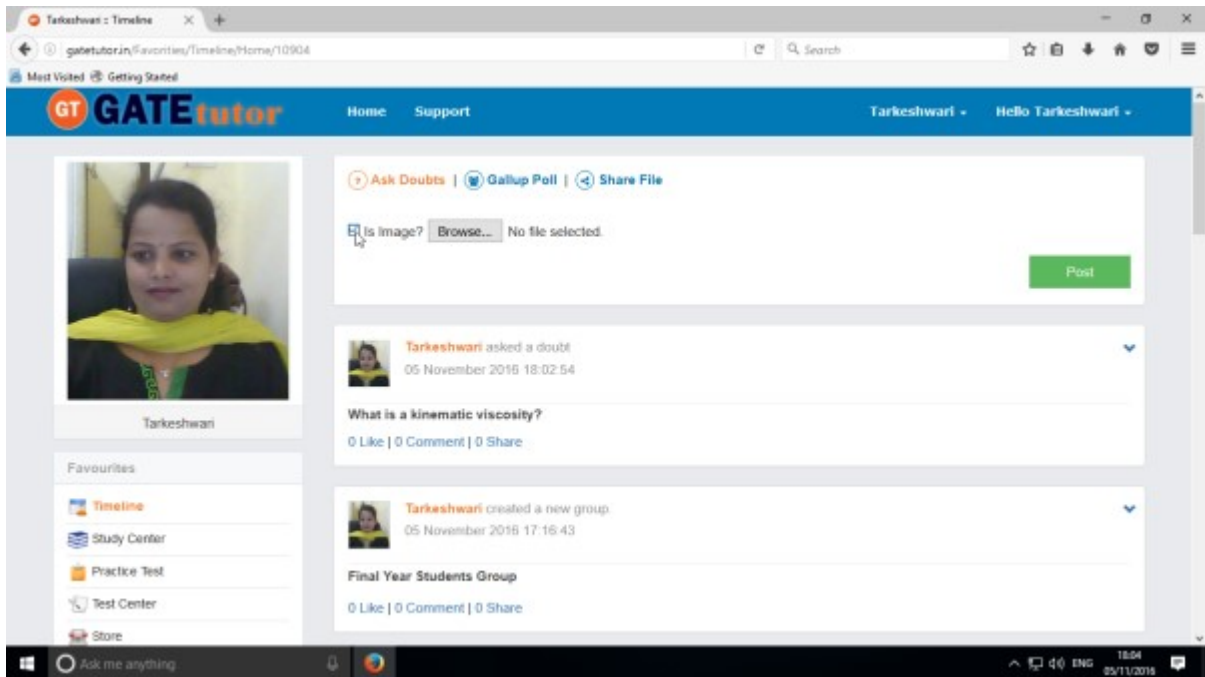 Tarkeshwari :: Timeline
gatetutor.in/Favorities/Timeline/Home/10904
Search
Most Visited Getting Started
GT GATEtutor Home Support Tarkeshwari Hello Tarkeshwari
Ask Doubts | Gallup Poll | Share File
Is Image? Browse... No file selected.
Post
Tarkeshwari asked a doubt
05 November 2016 18:02:54
What is a kinematic viscosity?
0 Like | 0 Comment | 0 Share
Tarkeshwari
Favourites
Timeline
Study Center
Practice Test
Test Center
Store
Tarkeshwari created a new group.
05 November 2016 17:16:43
Final Year Students Group
0 Like | 0 Comment | 0 Share
Ask me anything
ENG
18:04
05/11/2016